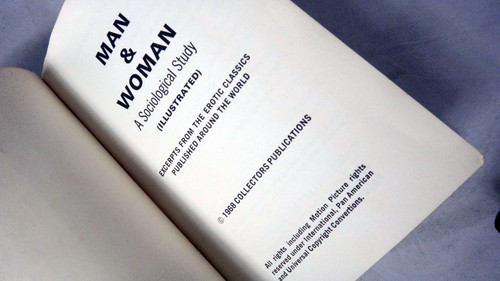 MAN
&
WOMAN
A Sociological Study
(ILLUSTRATED)
EXCERPTS FROM THE EROTIC CLASSICS
PUBLISHED AROUND THE WORLD
© 1968 COLLECTORS PUBLICATIONS
All rights including Motion Picture rights
reserved under International, Pan American
and Universal Copyright Convertions.